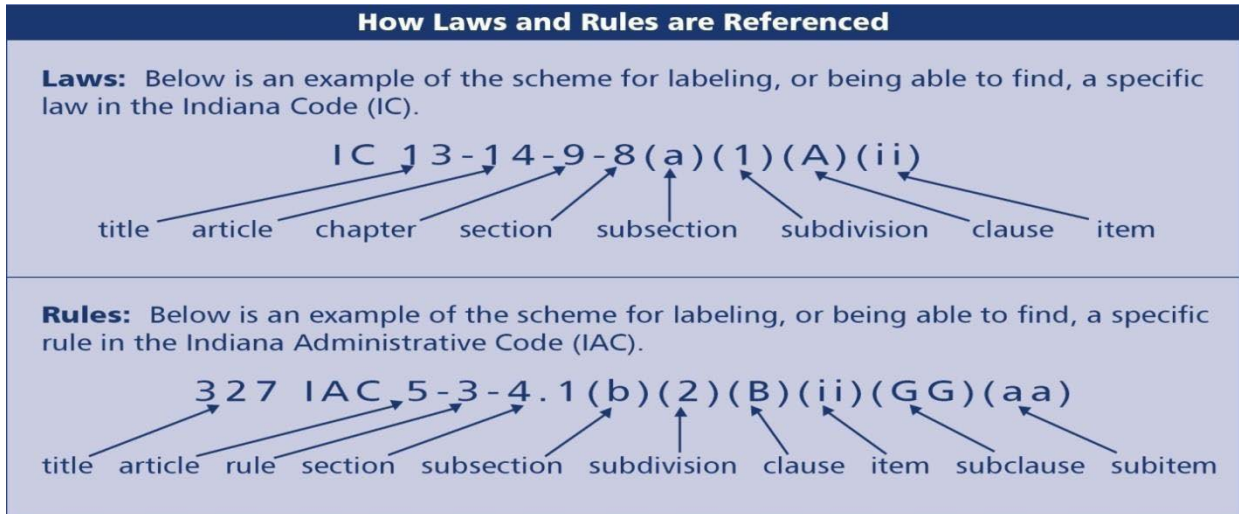 How Laws and Rules are Referenced
Laws: Below is an example of the scheme for labeling, or being able to find, a specific
law in the Indiana Code (IC).
IC 13-14-9-8(a)(1)(A)(ii)
title article chapter section subsection subdivision clause item
Rules: Below is an example of the scheme for labeling, or being able to find, a specific
rule in the Indiana Administrative Code (IAC).
327 IAC 5-3-4.1(b)(2)(B)(ii)(GG)(aa)
title article rule section subsection subdivision clause item subclause subitem